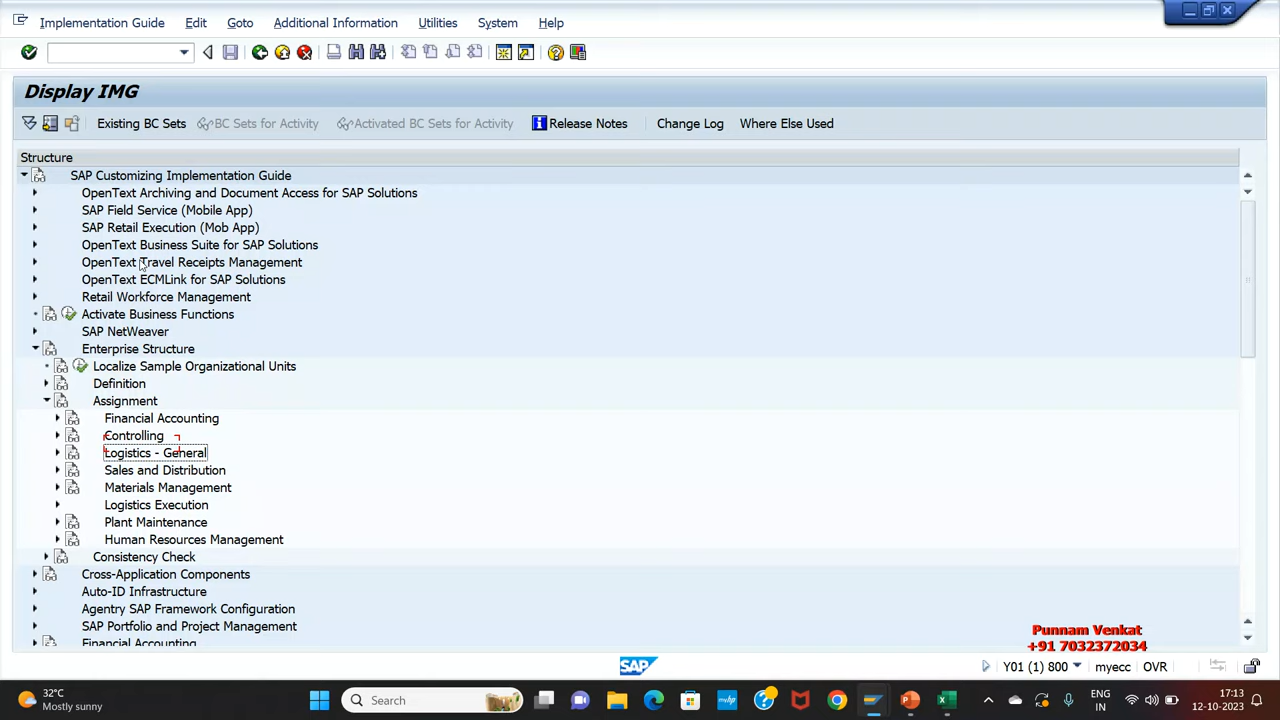 Implementation Guide Edit Goto Additional Information Utilities System Help
Display IMG
Existing BC Sets BC Sets for Activity Activated BC Sets for Activity Release Notes Change Log Where Else Used
Structure
SAP Customizing Implementation Guide
OpenText Archiving and Document Access for SAP Solutions
SAP Field Service (Mobile App)
SAP Retail Execution (Mob App)
OpenText Business Suite for SAP Solutions
OpenText Travel Receipts Management
OpenText ECMLink for SAP Solutions
Retail Workforce Management
Activate Business Functions
SAP NetWeaver
Enterprise Structure
Localize Sample Organizational Units
Definition
Assignment
Financial Accounting
Controlling
Logistics - General
Sales and Distribution
Materials Management
Logistics Execution
Plant Maintenance
Human Resources Management
Consistency Check
Cross-Application Components
Auto-ID Infrastructure
Agentry SAP Framework Configuration
SAP Portfolio and Project Management
Financial Accounting
Punnam Venkat
+91 7032372034
SAP Y01 (1) 800 myecc OVR
32°C
Mostly sunny
Search
ENG
IN
17:13
12-10-2023